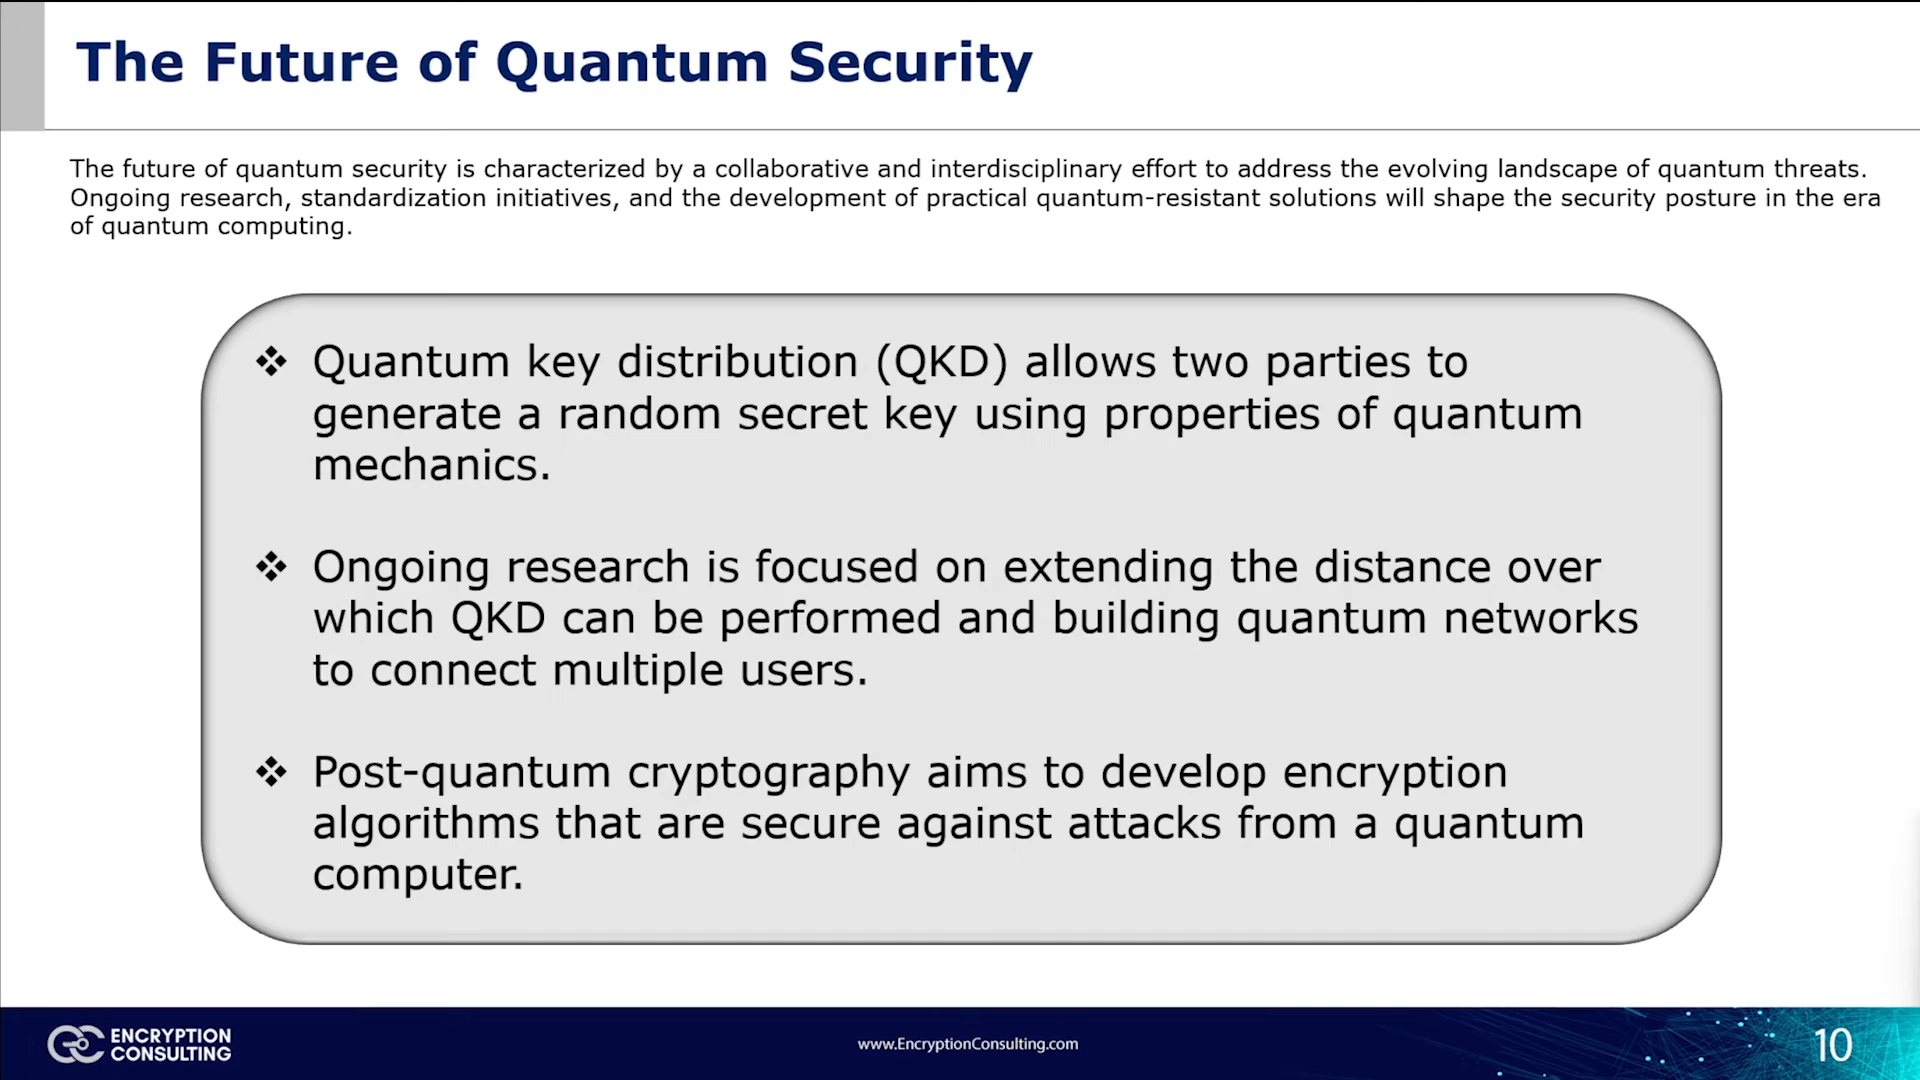 The Future of Quantum Security
The future of quantum security is characterized by a collaborative and interdisciplinary effort to address the evolving landscape of quantum threats.
Ongoing research, standardization initiatives, and the development of practical quantum-resistant solutions will shape the security posture in the era
of quantum computing.
❖ Quantum key distribution (QKD) allows two parties to
generate a random secret key using properties of quantum
mechanics.
❖ Ongoing research is focused on extending the distance over
which QKD can be performed and building quantum networks
to connect multiple users.
❖ Post-quantum cryptography aims to develop encryption
algorithms that are secure against attacks from a quantum
computer.
ENCRYPTION
CONSULTING
www.EncryptionConsulting.com
10